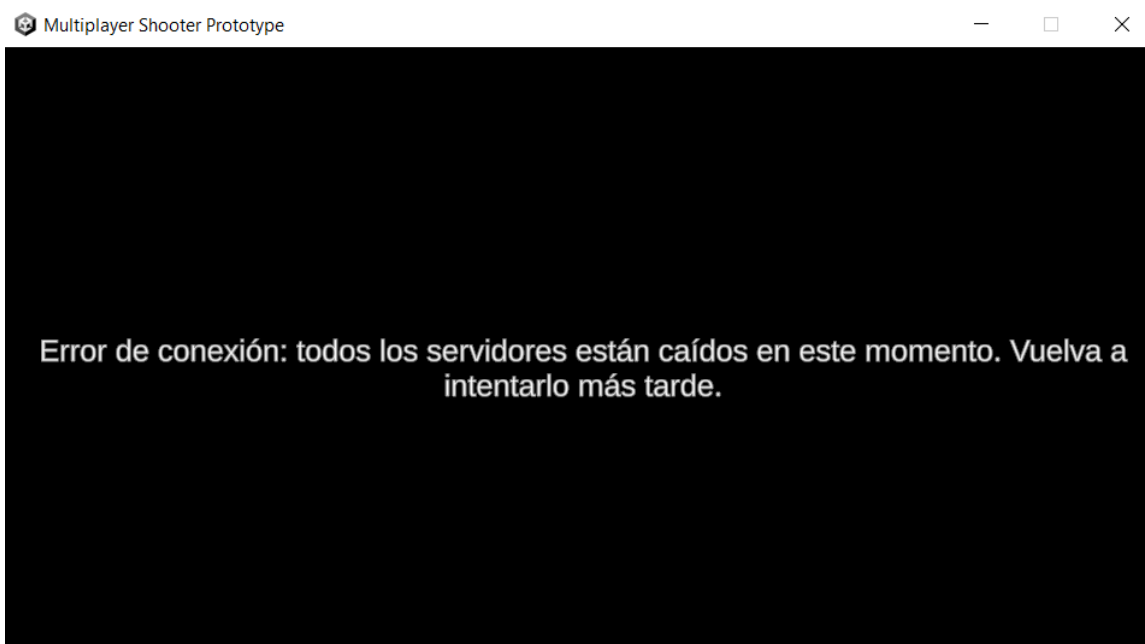 Multiplayer Shooter Prototype
Error de conexión: todos los servidores están caídos en este momento. Vuelva a
intentarlo más tarde.